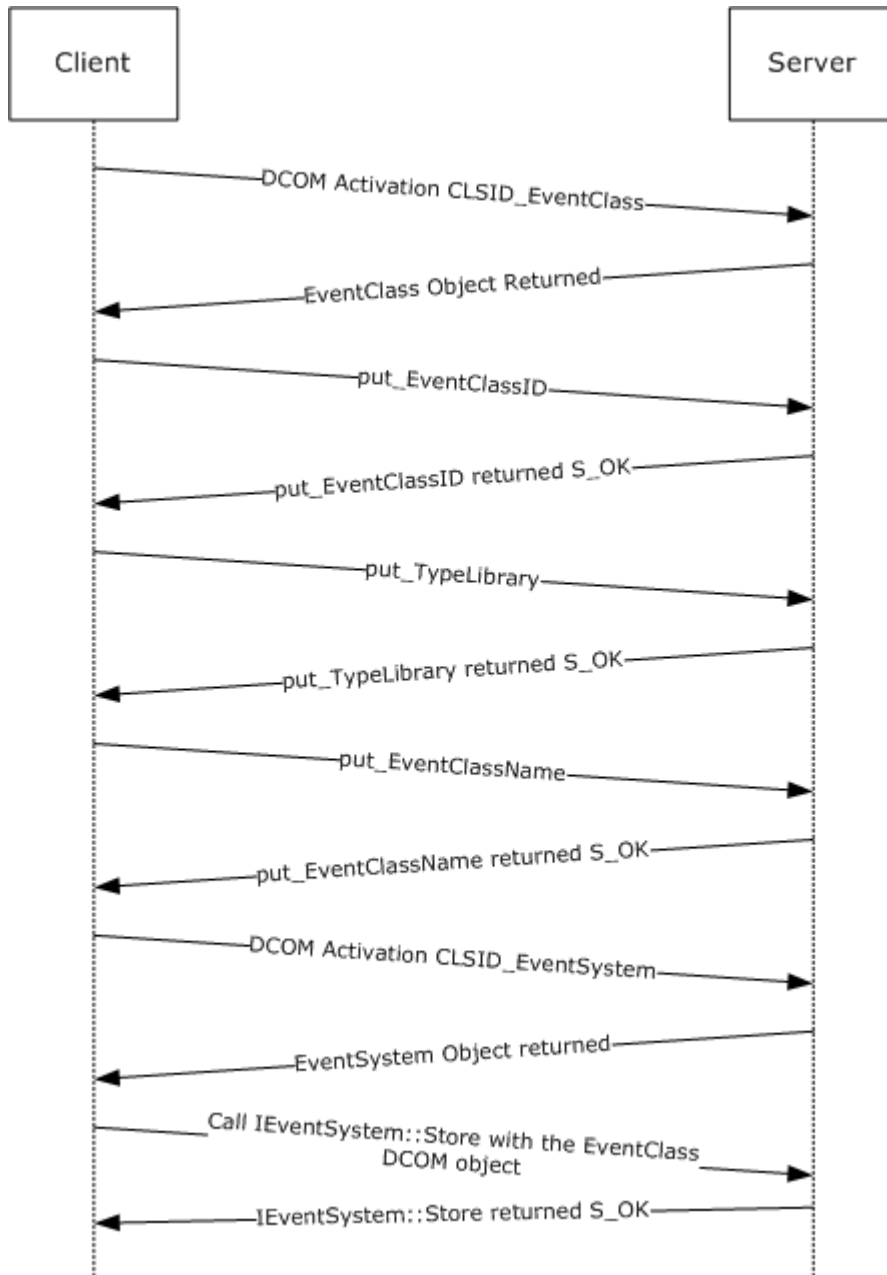 Client
Server
DCOM Activation CLSID_EventClass
EventClass Object Returned
put_EventClassID
put_EventClassID returned S_OK
put_TypeLibrary
put_TypeLibrary returned S_OK
put_EventClassName
put_EventClassName returned S_OK
DCOM Activation CLSID_EventSystem
EventSystem Object returned
Call IEventSystem::Store with the EventClass
DCOM object
IEventSystem::Store returned S_OK